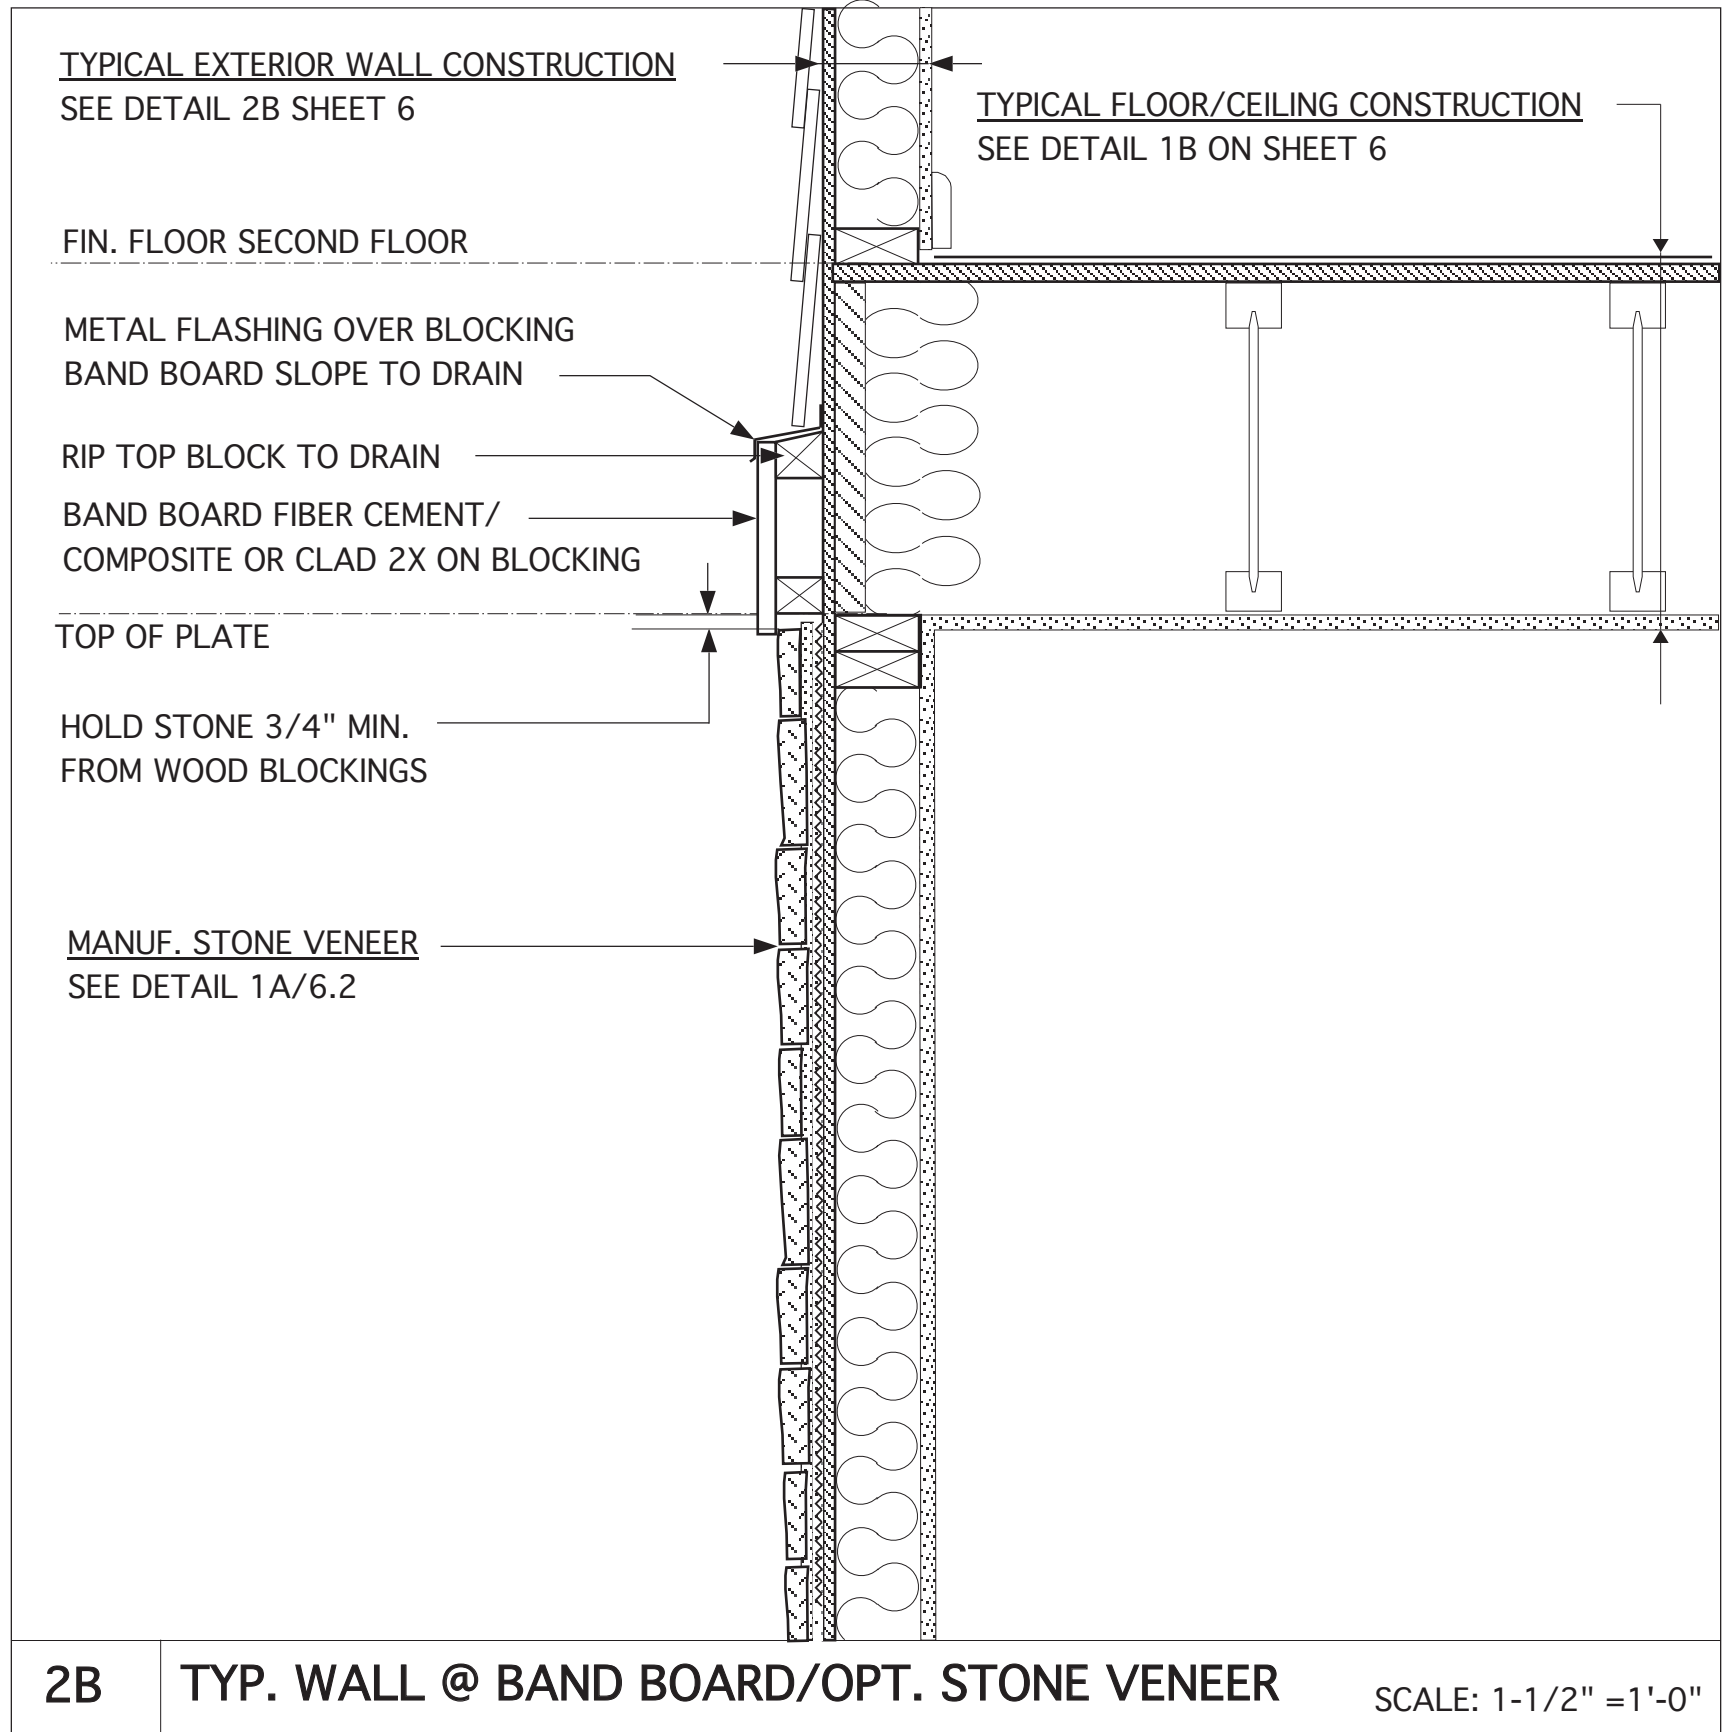 TYPICAL EXTERIOR WALL CONSTRUCTION
SEE DETAIL 2B SHEET 6
TYPICAL FLOOR/CEILING CONSTRUCTION
SEE DETAIL 1B ON SHEET 6
FIN. FLOOR SECOND FLOOR
METAL FLASHING OVER BLOCKING
BAND BOARD SLOPE TO DRAIN
RIP TOP BLOCK TO DRAIN
BAND BOARD FIBER CEMENT/
COMPOSITE OR CLAD 2X ON BLOCKING
TOP OF PLATE
HOLD STONE 3/4" MIN.
FROM WOOD BLOCKINGS
MANUF. STONE VENEER
SEE DETAIL 1A/6.2
2B
TYP. WALL @ BAND BOARD/OPT. STONE VENEER
SCALE: 1-1/2" =1'-0"